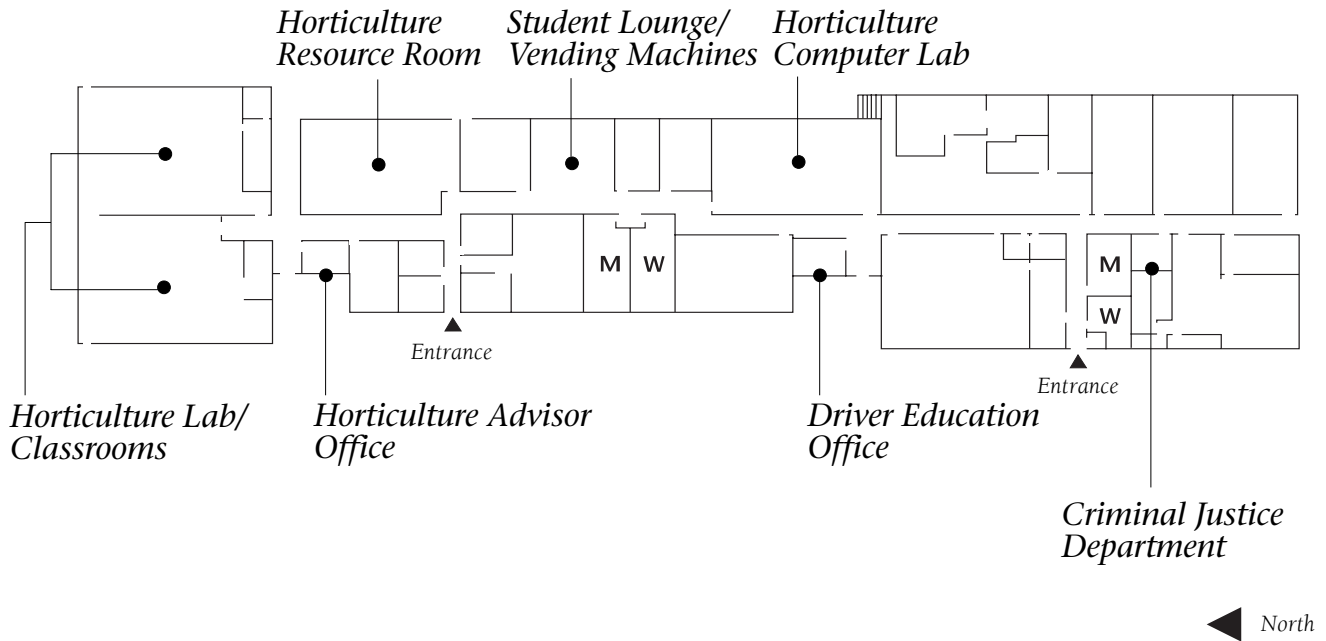 Horticulture
Resource Room
Student Lounge/
Vending Machines
Horticulture
Computer Lab
M
W
M
W
Entrance
Entrance
Horticulture Lab/
Classrooms
Horticulture Advisor
Office
Driver Education
Office
Criminal Justice
Department
North